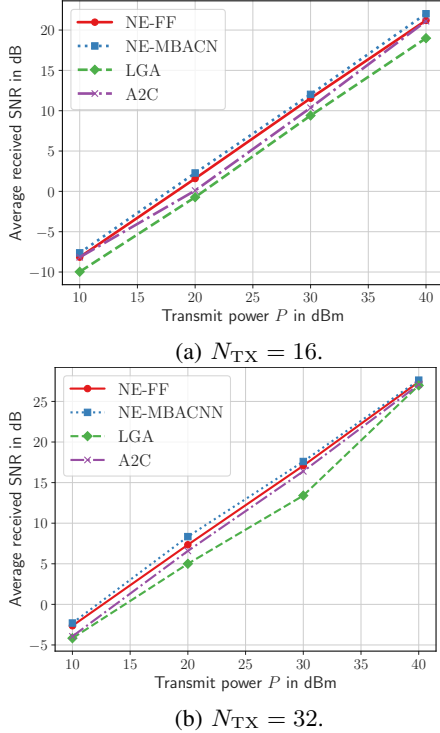 Average received SNR in dB
20
15
10
5
0
−5
−10
NE-FF
NE-MBACN
LGA
A2C
10 15 20 25 30 35 40
Transmit power P in dBm
(a) N_TX = 16.
Average received SNR in dB
25
20
15
10
5
0
−5
NE-FF
NE-MBACNN
LGA
A2C
10 15 20 25 30 35 40
Transmit power P in dBm
(b) N_TX = 32.